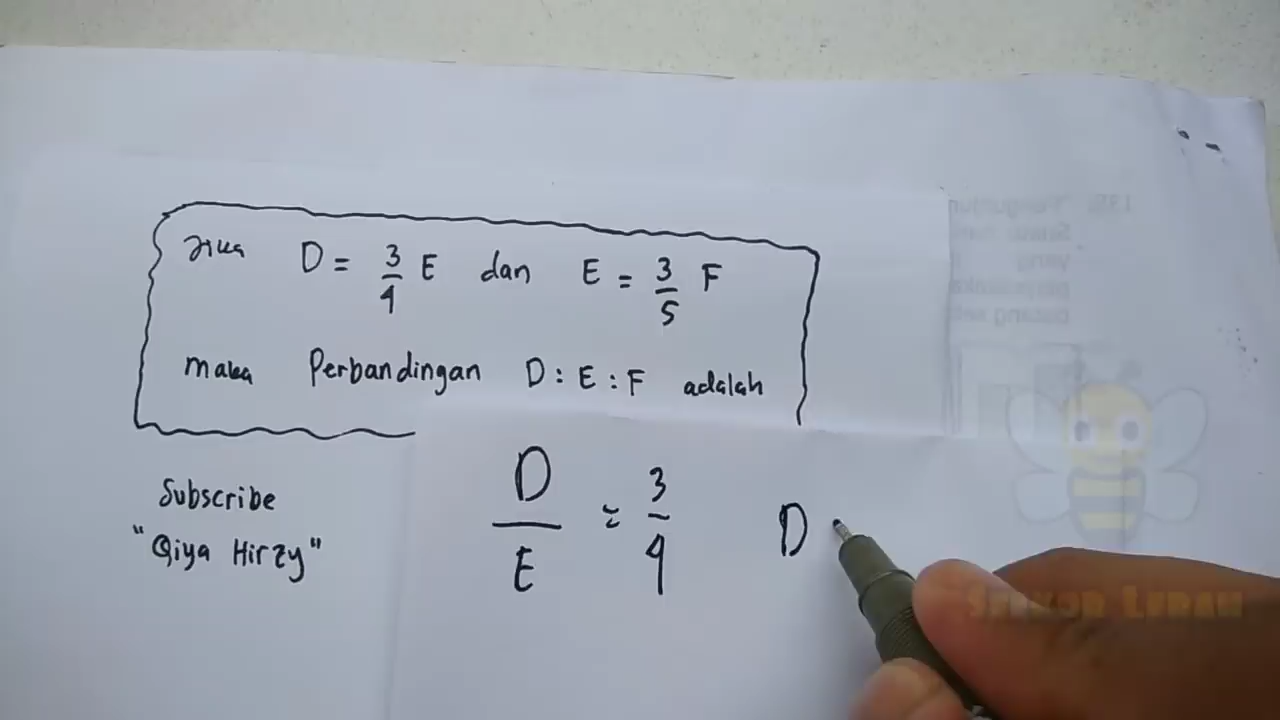 Jika D = 3/4 E dan E = 3/5 F
maka Perbandingan D : E : F adalah
Subscribe
"Qiya Hirzy"
D/E = 3/4
D